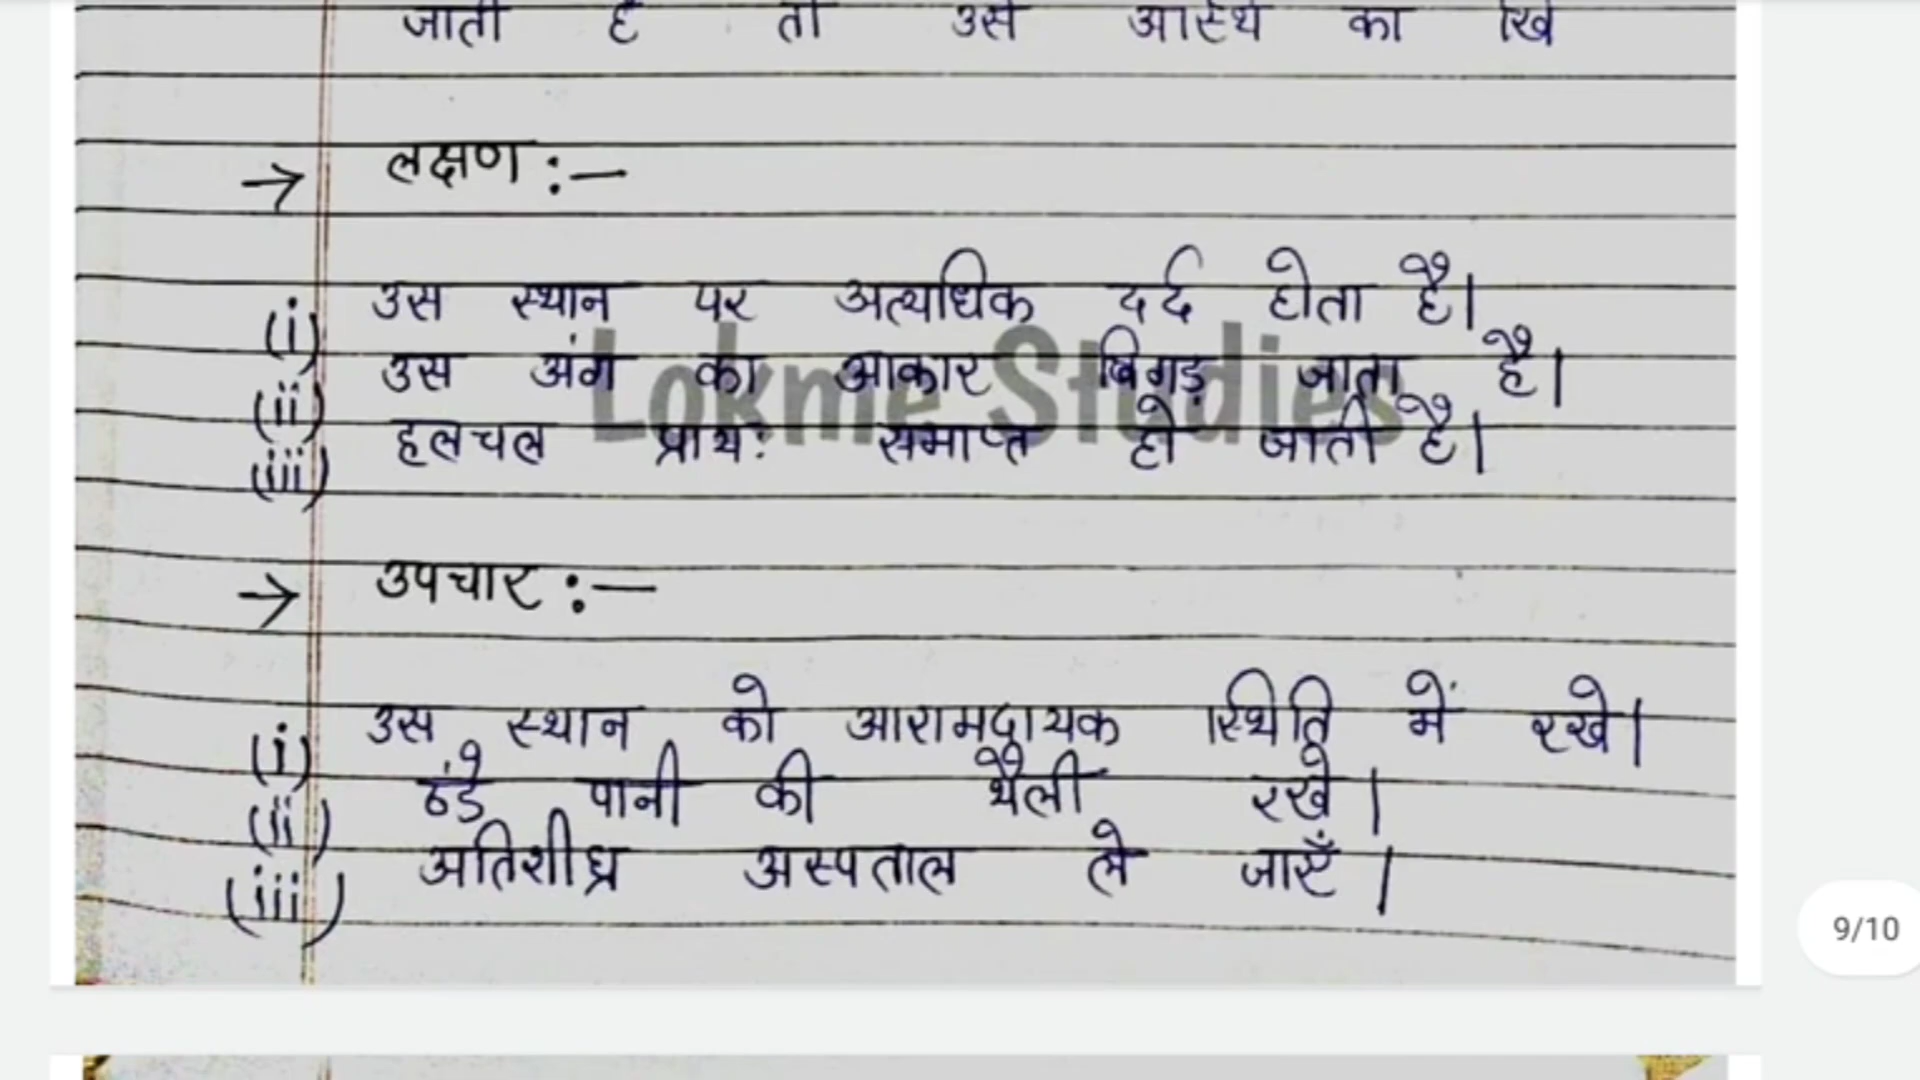 जाती है तो उसे अस्थि का
→ लक्षण :—
(i) उस स्थान पर अत्यधिक दर्द होता है।
(ii) उस अंग का आकार बिगड़ जाता है।
(iii) हलचल प्रायः समाप्त हो जाती है।
Lokme Studies
→ उपचार :—
(i) उस स्थान को आरामदायक स्थिति में रखे।
(ii) ठंडे पानी की थैली रखे।
(iii) अतिशीघ्र अस्पताल ले जाएँ।
9/10